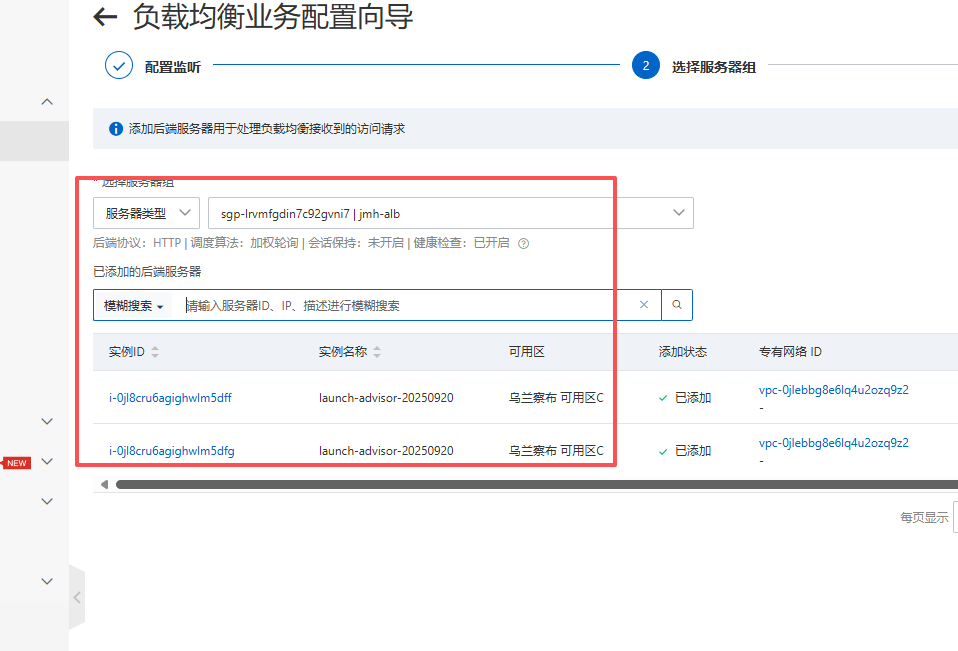 负载均衡业务配置向导
配置监听
2 选择服务器组
添加后端服务器用于处理负载均衡接收到的访问请求
* 选择服务器组
服务器类型 sgp-lrvmfgdin7c92gvni7 | jmh-alb
后端协议：HTTP | 调度算法：加权轮询 | 会话保持：未开启 | 健康检查：已开启
已添加的后端服务器
模糊搜索 请输入服务器ID、IP、描述进行模糊搜索
实例ID 实例名称 可用区 添加状态 专有网络 ID
i-0jl8cru6agighwlm5dff launch-advisor-20250920 乌兰察布 可用区C 已添加 vpc-0jlebbg8e6lq4u2ozq9z2
-
i-0jl8cru6agighwlm5dfg launch-advisor-20250920 乌兰察布 可用区C 已添加 vpc-0jlebbg8e6lq4u2ozq9z2
-
NEW
每页显示